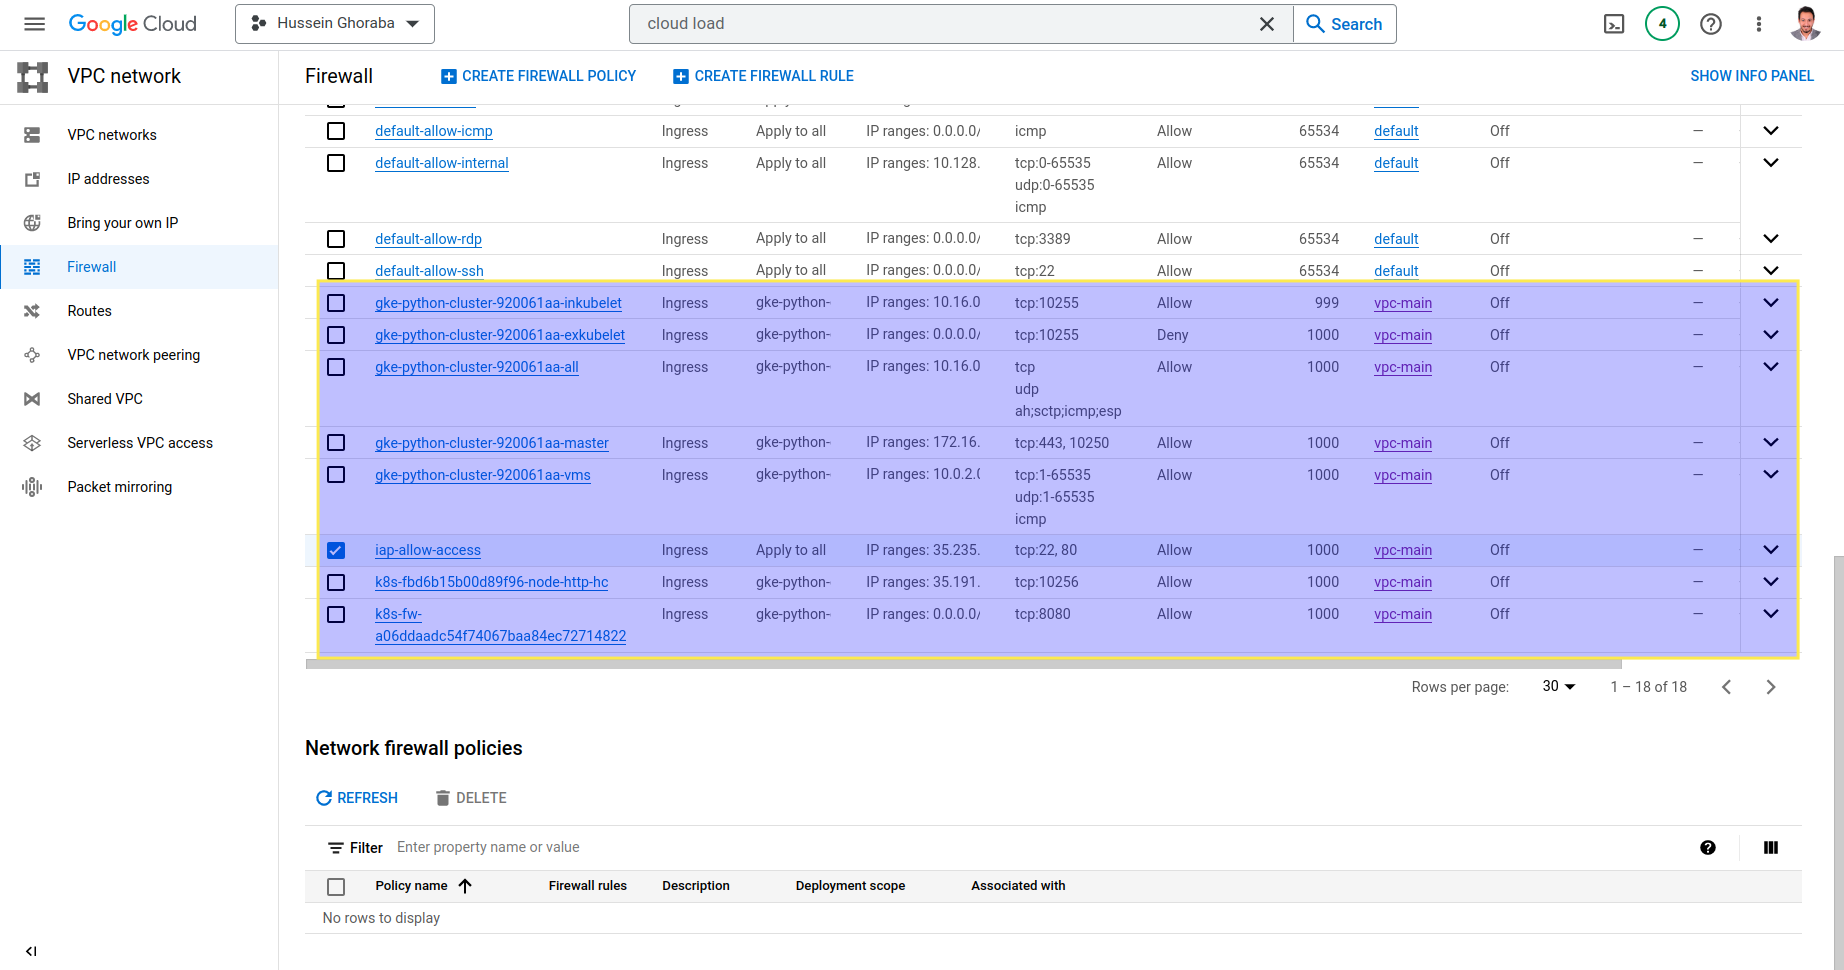 Google Cloud
Hussein Ghoraba
cloud load
Search
4
VPC network
Firewall
CREATE FIREWALL POLICY
CREATE FIREWALL RULE
SHOW INFO PANEL
VPC networks
IP addresses
Bring your own IP
Firewall
Routes
VPC network peering
Shared VPC
Serverless VPC access
Packet mirroring
default-allow-icmp Ingress Apply to all IP ranges: 0.0.0.0/ icmp Allow 65534 default Off —
default-allow-internal Ingress Apply to all IP ranges: 10.128. tcp:0-65535 Allow 65534 default Off —
udp:0-65535
icmp
default-allow-rdp Ingress Apply to all IP ranges: 0.0.0.0/ tcp:3389 Allow 65534 default Off —
default-allow-ssh Ingress Apply to all IP ranges: 0.0.0.0/ tcp:22 Allow 65534 default Off —
gke-python-cluster-920061aa-inkubelet Ingress gke-python- IP ranges: 10.16.0 tcp:10255 Allow 999 vpc-main Off —
gke-python-cluster-920061aa-exkubelet Ingress gke-python- IP ranges: 0.0.0.0/ tcp:10255 Deny 1000 vpc-main Off —
gke-python-cluster-920061aa-all Ingress gke-python- IP ranges: 10.16.0 tcp Allow 1000 vpc-main Off —
udp
ah;sctp;icmp;esp
gke-python-cluster-920061aa-master Ingress gke-python- IP ranges: 172.16. tcp:443, 10250 Allow 1000 vpc-main Off —
gke-python-cluster-920061aa-vms Ingress gke-python- IP ranges: 10.0.2.0 tcp:1-65535 Allow 1000 vpc-main Off —
udp:1-65535
icmp
iap-allow-access Ingress Apply to all IP ranges: 35.235. tcp:22, 80 Allow 1000 vpc-main Off —
k8s-fbd6b15b00d89f96-node-http-hc Ingress gke-python- IP ranges: 35.191. tcp:10256 Allow 1000 vpc-main Off —
k8s-fw- Ingress gke-python- IP ranges: 0.0.0.0/ tcp:8080 Allow 1000 vpc-main Off —
a06ddaadc54f74067baa84ec72714822
Rows per page: 30 1 – 18 of 18
Network firewall policies
REFRESH DELETE
Filter Enter property name or value
Policy name Firewall rules Description Deployment scope Associated with
No rows to display